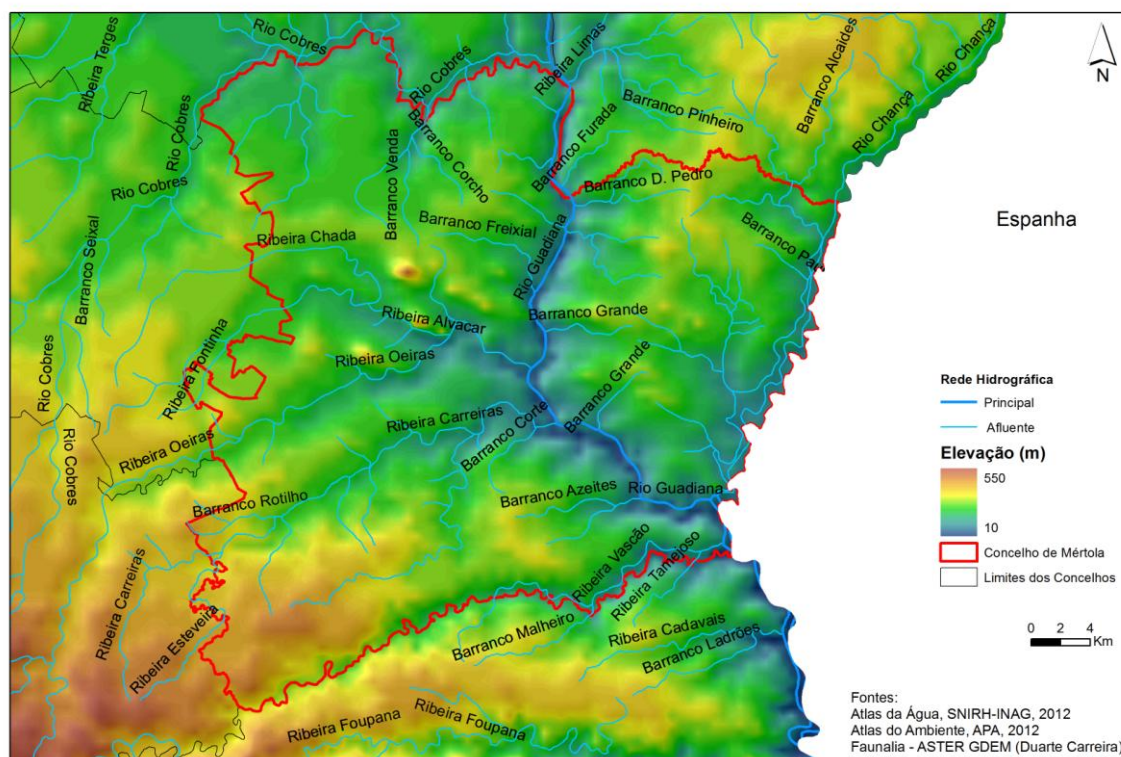 Rio Cobres
Rio Cobres
Ribeira Limas
Ribeira Terges
Barranco Alcaides
Rio Chança
Rio Chança
Barranco Pinheiro
Rio Cobres
Rio Cobres
Barranco Furada
Barranco Corcho
Barranco Venda
Barranco D. Pedro
Barranco Seixal
Barranco Freixial
Ribeira Chada
Rio Guadiana
Barranco Pa
Ribeira Alvacar
Barranco Grande
Ribeira Oeiras
Ribeira Fontinha
Rio Cobres
Barranco Grande
Ribeira Carreiras
Barranco Corte
Ribeira Oeiras
Rio Cobres
Barranco Rotilho
Barranco Azeites
Rio Guadiana
Ribeira Vascão
Ribeira Tamejoso
Ribeira Carreiras
Ribeira Esteveira
Barranco Malheiro
Ribeira Cadavais
Barranco Ladrões
Ribeira Foupana
Ribeira Foupana
N
Espanha
Rede Hidrográfica
Principal
Afluente
Elevação (m)
550
10
Concelho de Mértola
Limites dos Concelhos
0 2 4
Km
Fontes:
Atlas da Água, SNIRH-INAG, 2012
Atlas do Ambiente, APA, 2012
Faunalia - ASTER GDEM (Duarte Carreira)